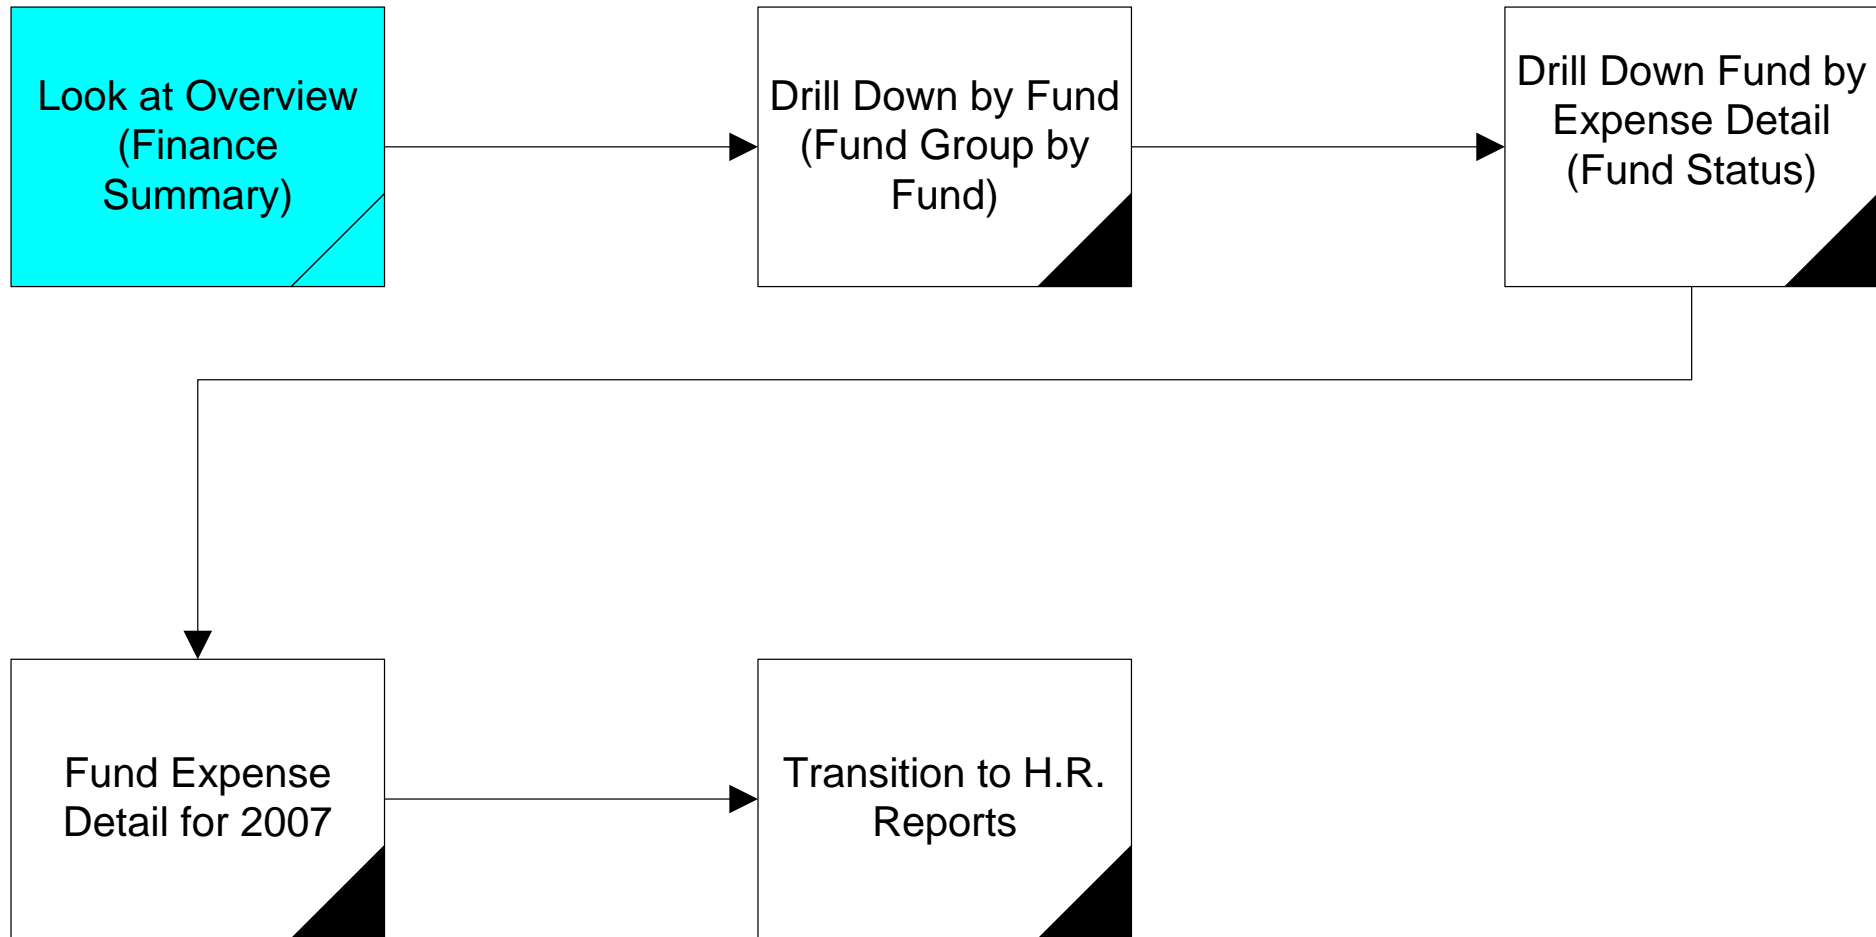 Look at Overview
(Finance
Summary)
Drill Down by Fund
(Fund Group by
Fund)
Drill Down Fund by
Expense Detail
(Fund Status)
Fund Expense
Detail for 2007
Transition to H.R.
Reports